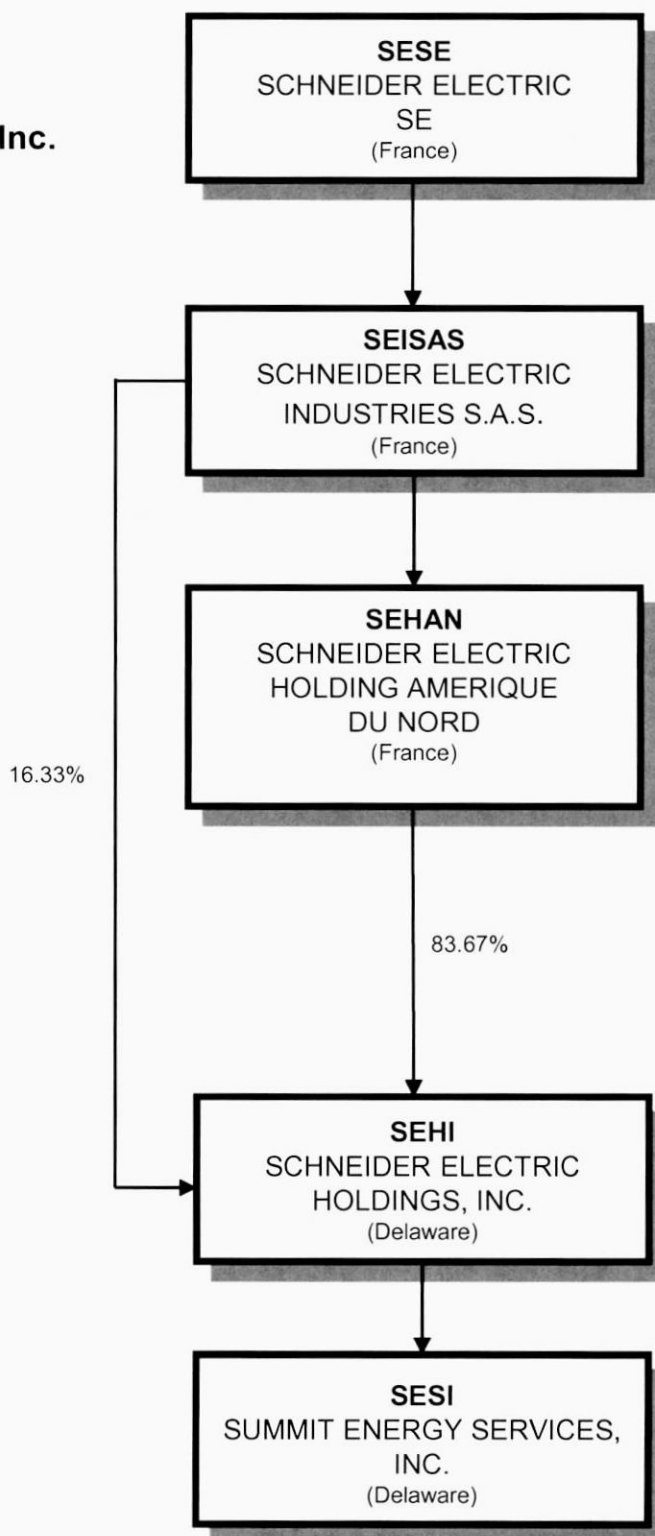 Inc.
SESE
SCHNEIDER ELECTRIC
SE
(France)
SEISAS
SCHNEIDER ELECTRIC
INDUSTRIES S.A.S.
(France)
SEHAN
SCHNEIDER ELECTRIC
HOLDING AMERIQUE
DU NORD
(France)
16.33%
83.67%
SEHI
SCHNEIDER ELECTRIC
HOLDINGS, INC.
(Delaware)
SESI
SUMMIT ENERGY SERVICES,
INC.
(Delaware)